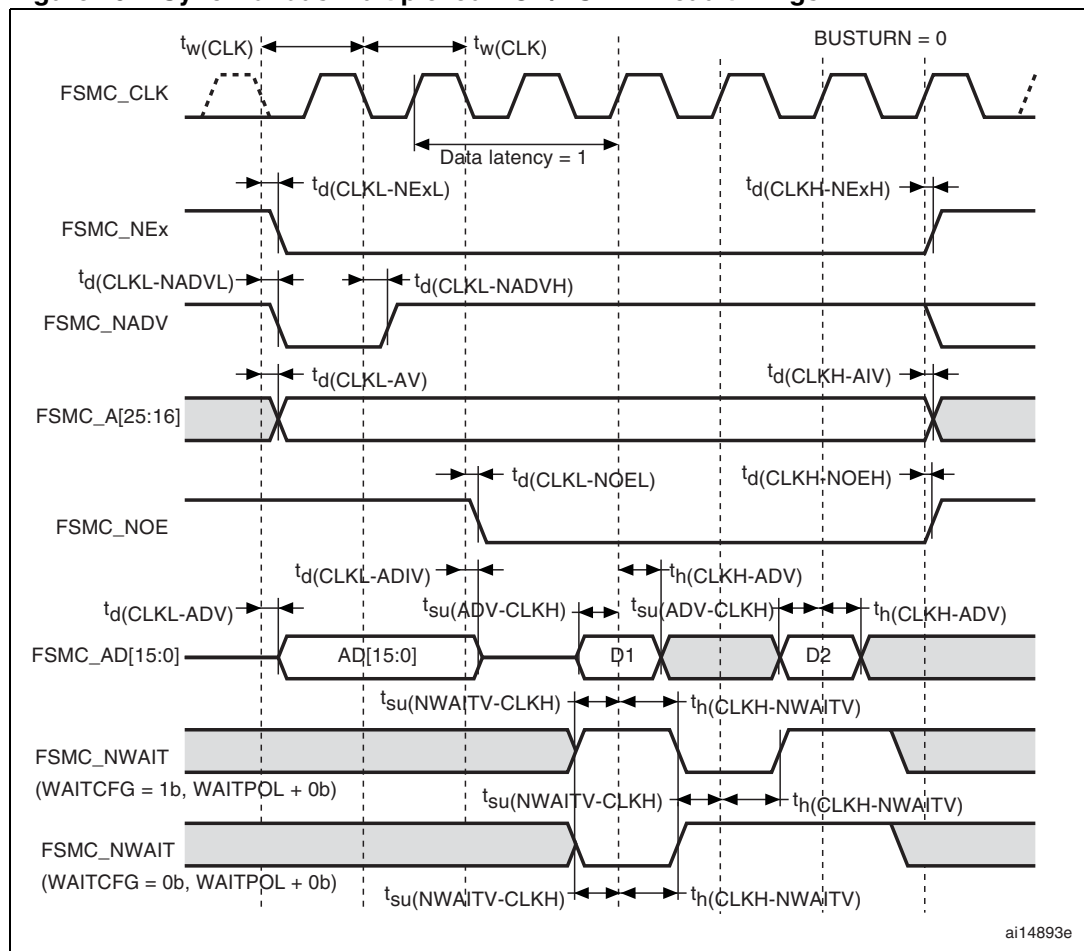 tw(CLK) tw(CLK) BUSTURN = 0
FSMC_CLK
Data latency = 1
td(CLKL-NExL) td(CLKH-NExH)
FSMC_NEx
td(CLKL-NADVL) td(CLKL-NADVH)
FSMC_NADV
td(CLKL-AV) td(CLKH-AIV)
FSMC_A[25:16]
td(CLKL-NOEL) td(CLKH-NOEH)
FSMC_NOE
td(CLKL-ADIV) th(CLKH-ADV)
td(CLKL-ADV) tsu(ADV-CLKH) tsu(ADV-CLKH) th(CLKH-ADV)
FSMC_AD[15:0] AD[15:0] D1 D2
tsu(NWAITV-CLKH) th(CLKH-NWAITV)
FSMC_NWAIT
(WAITCFG = 1b, WAITPOL + 0b)
tsu(NWAITV-CLKH) th(CLKH-NWAITV)
FSMC_NWAIT
(WAITCFG = 0b, WAITPOL + 0b)
tsu(NWAITV-CLKH) th(CLKH-NWAITV)
ai14893e